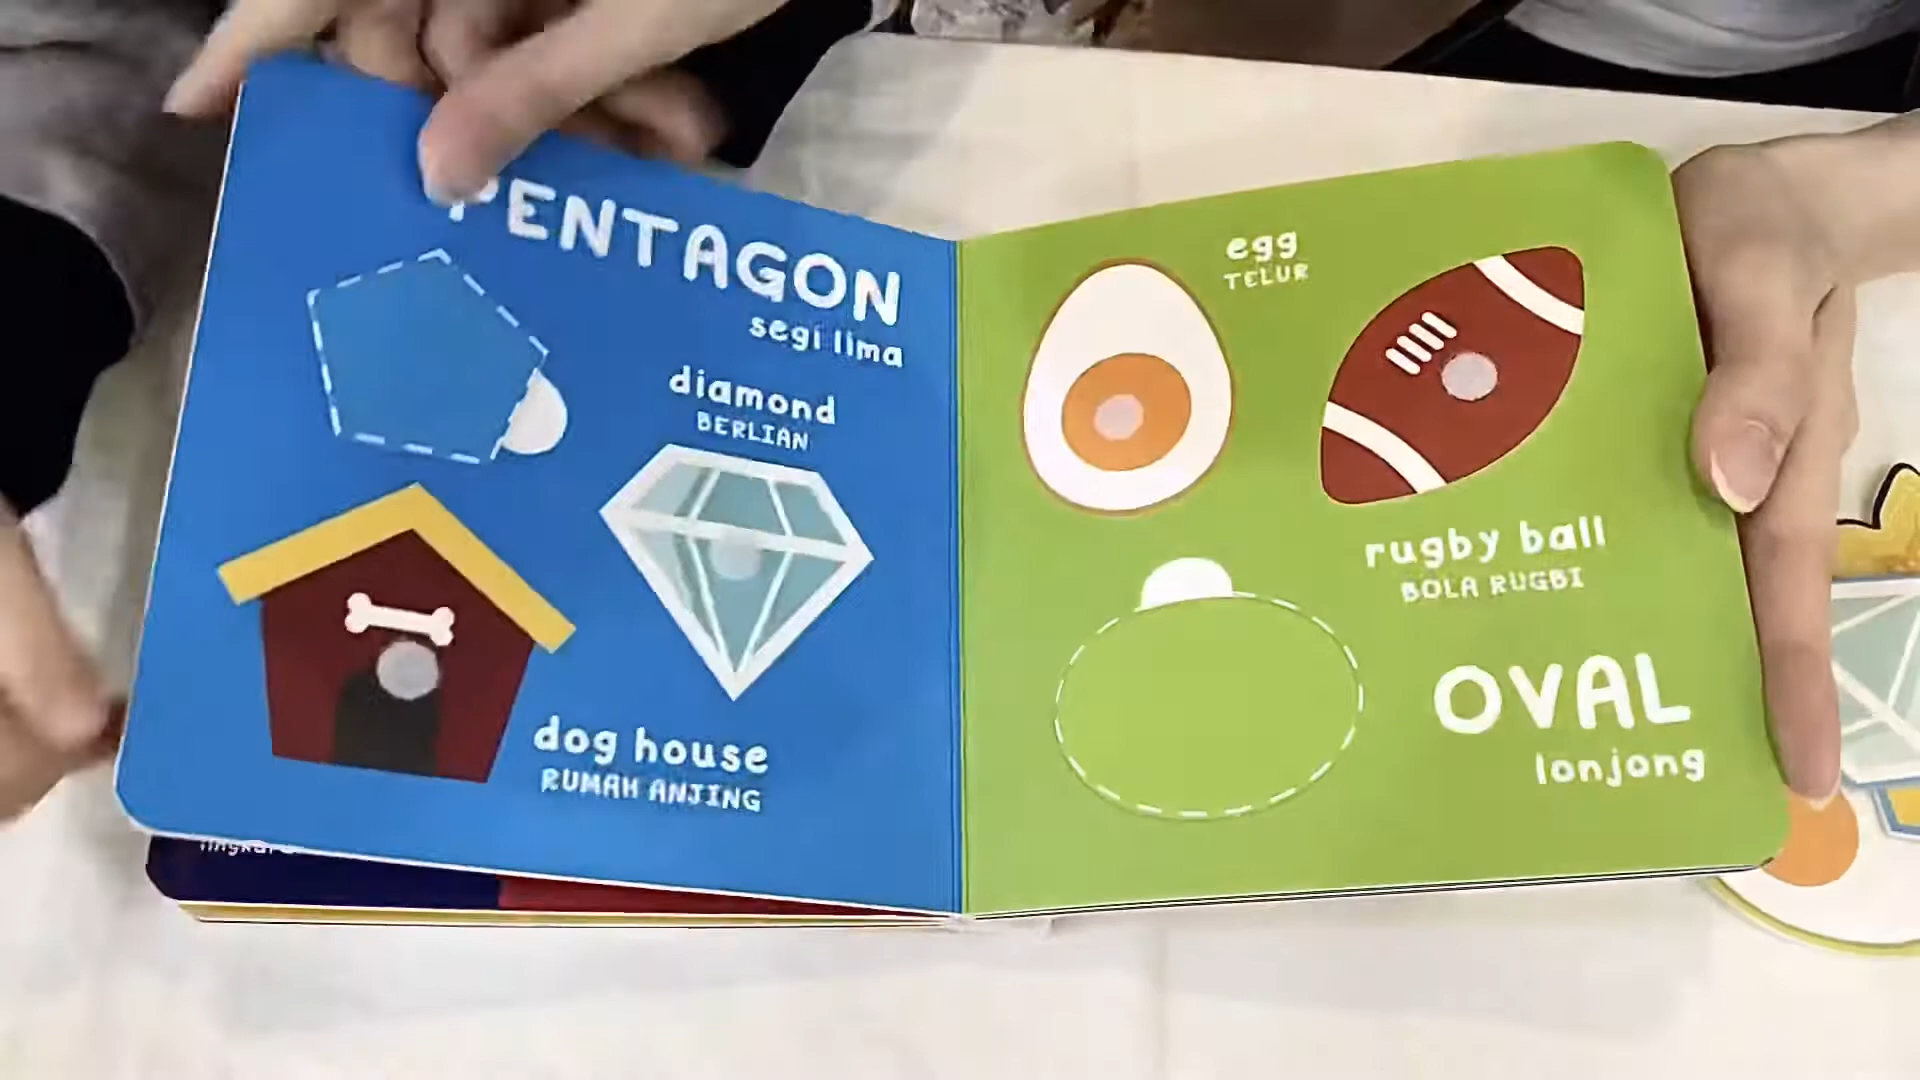 PENTAGON
segi lima
diamond
BERLIAN
dog house
RUMAH ANJING
egg
TELUR
rugby ball
BOLA RUGBI
OVAL
lonjong